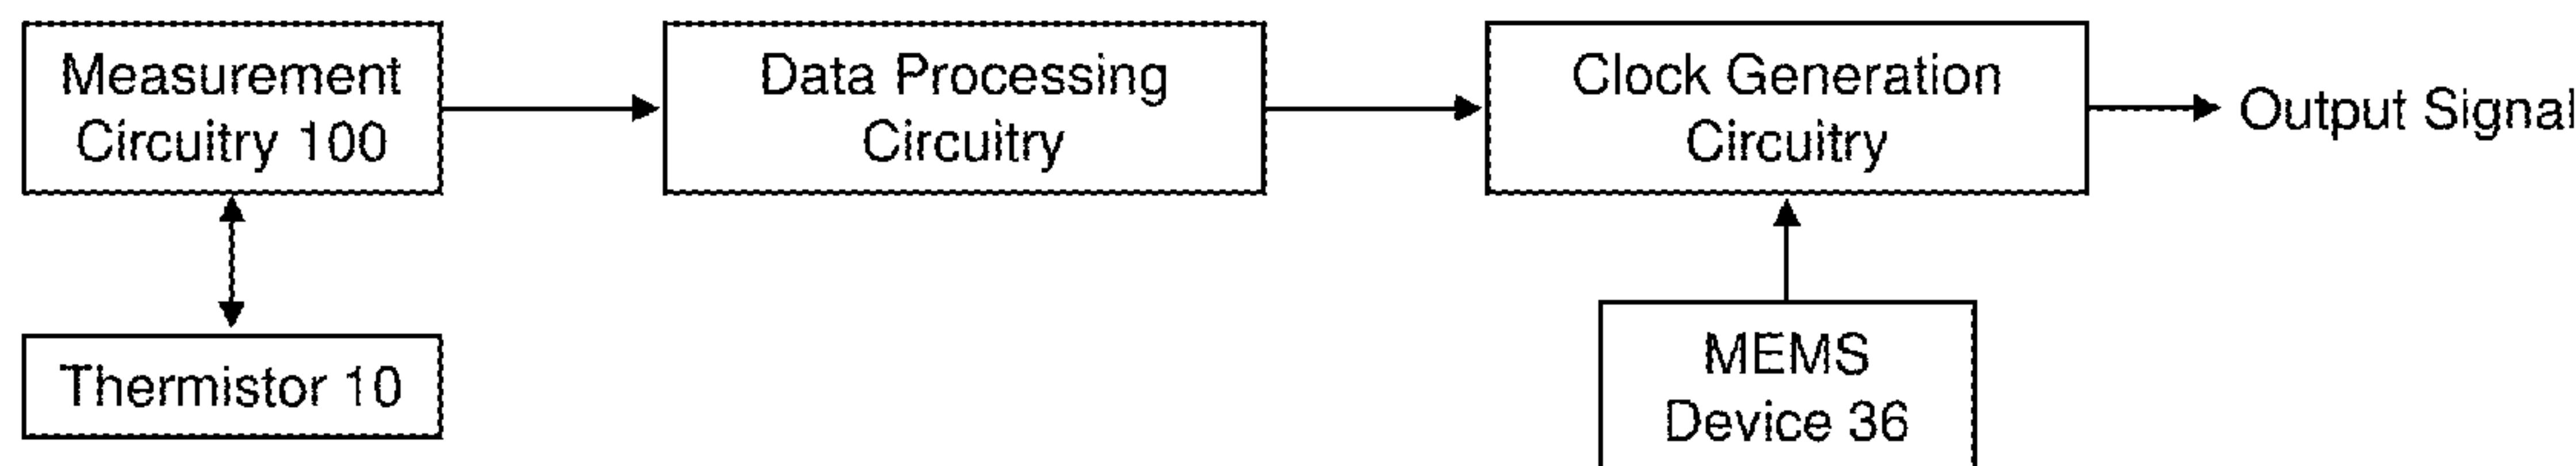 Measurement
Circuitry 100
Data Processing
Circuitry
Clock Generation
Circuitry
Output Signal
Thermistor 10
MEMS
Device 36